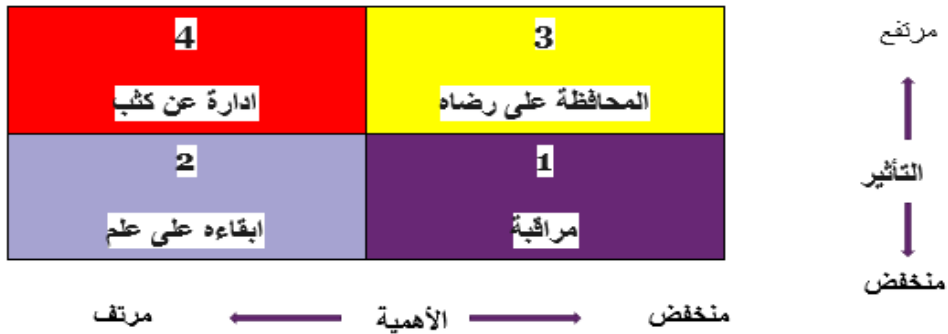 مرتفع
3
4
المحافظة على رضاه
ادارة عن كثب
التأثير
1
2
مراقبة
ابقاءه على علم
منخفض
منخفض
الأهمية
مرتف